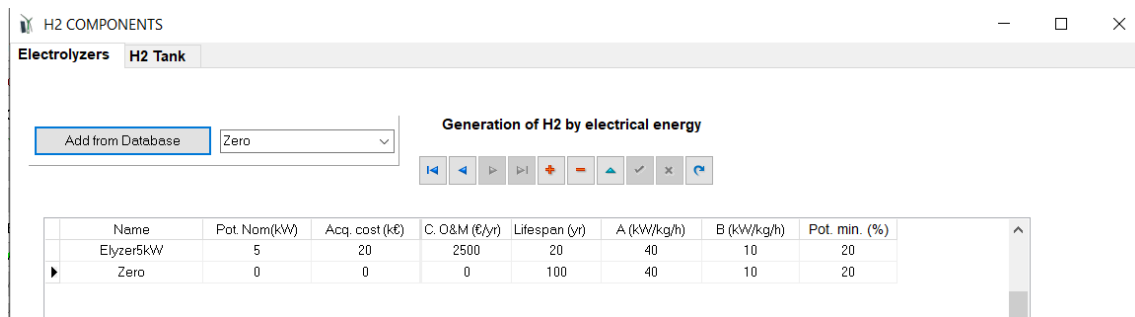 H2 COMPONENTS
Electrolyzers H2 Tank
Generation of H2 by electrical energy
Add from Database Zero
Name Pot. Nom(kW) Acq. cost (k€) C. O&M (€/yr) Lifespan (yr) A (kW/kg/h) B (kW/kg/h) Pot. min. (%)
Elyzer5kW 5 20 2500 20 40 10 20
Zero 0 0 0 100 40 10 20